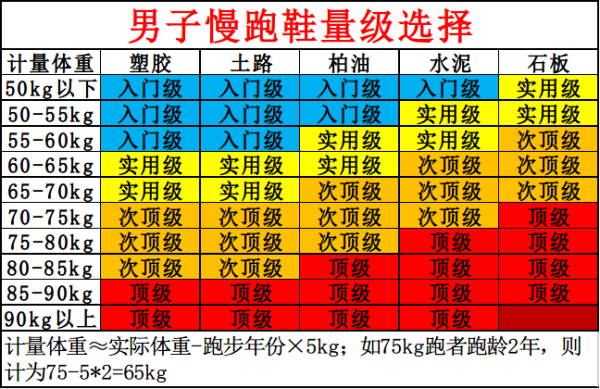 男子慢跑鞋量级选择
计量体重 塑胶 土路 柏油 水泥 石板
50kg以下 入门级 入门级 入门级 入门级 实用级
50-55kg 入门级 入门级 入门级 实用级 实用级
55-60kg 入门级 入门级 实用级 实用级 次顶级
60-65kg 实用级 实用级 实用级 次顶级 次顶级
65-70kg 实用级 实用级 次顶级 次顶级 次顶级
70-75kg 次顶级 次顶级 次顶级 次顶级 顶级
75-80kg 次顶级 次顶级 次顶级 顶级 顶级
80-85kg 次顶级 次顶级 顶级 顶级 顶级
85-90kg 顶级 顶级 顶级 顶级 顶级
90kg以上 顶级 顶级 顶级 顶级
计量体重≈实际体重-跑步年份×5kg；如75kg跑者跑龄2年，则
计为75-5*2=65kg